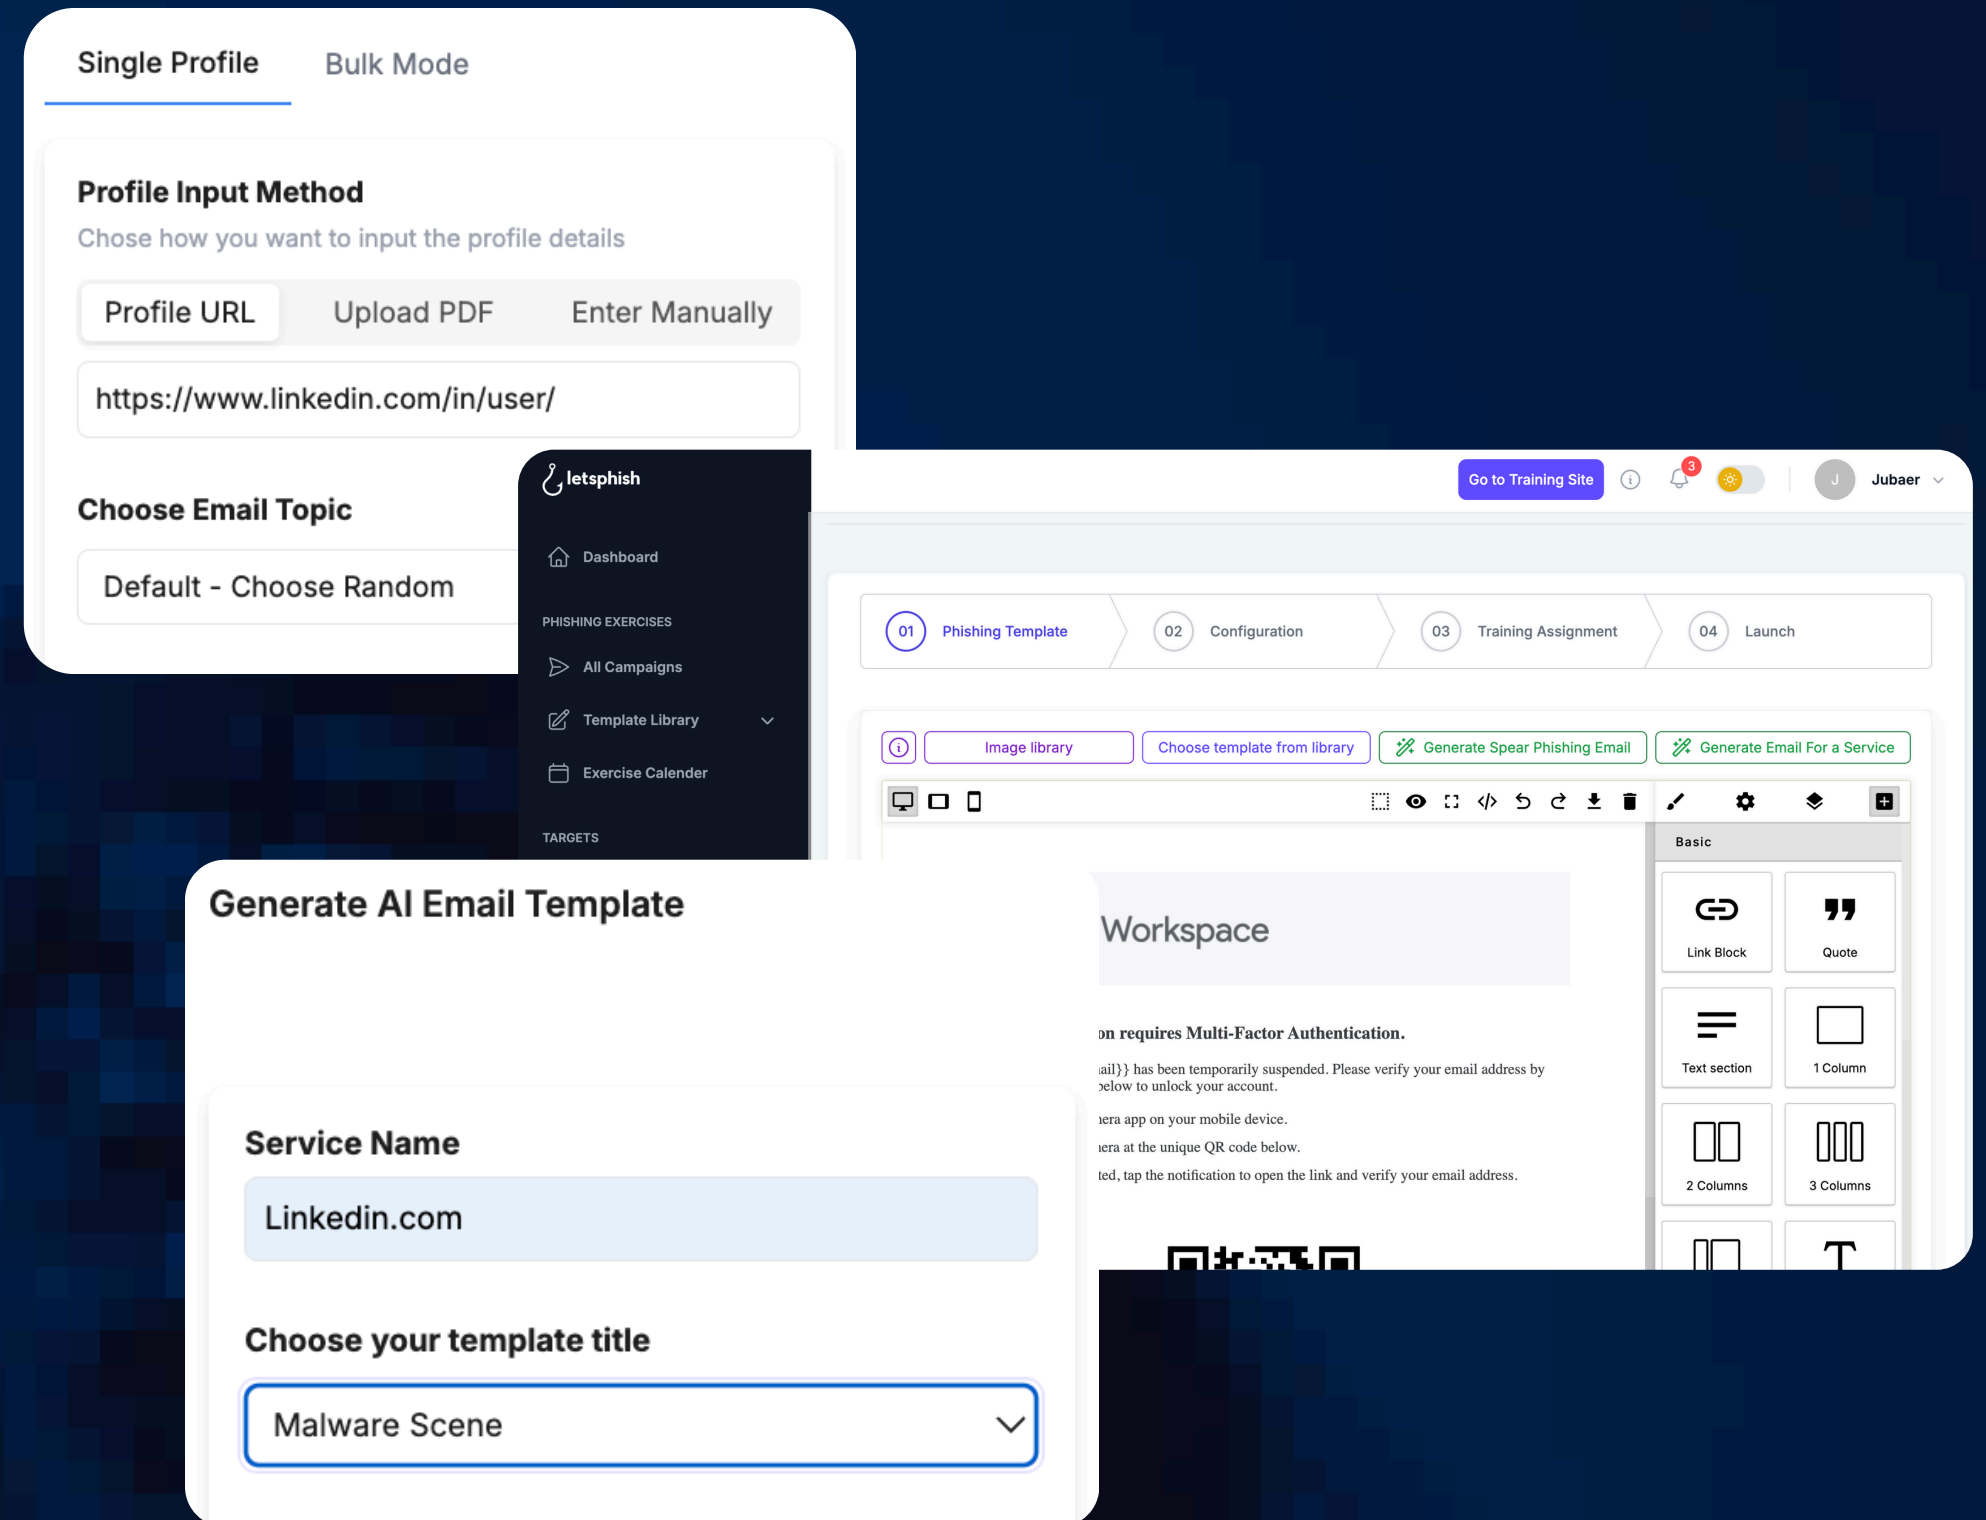 Single Profile
Bulk Mode
Profile Input Method
Chose how you want to input the profile details
Profile URL
Upload PDF
Enter Manually
https://www.linkedin.com/in/user/
Choose Email Topic
Default - Choose Random
letsphish
Go to Training Site
3
J
Jubaer
Dashboard
PHISHING EXERCISES
All Campaigns
Template Library
Exercise Calender
TARGETS
01 Phishing Template
02 Configuration
03 Training Assignment
04 Launch
Image library
Choose template from library
Generate Spear Phishing Email
Generate Email For a Service
Basic
Link Block
Quote
Text section
1 Column
2 Columns
3 Columns
Workspace
requires Multi-Factor Authentication.
has been temporarily suspended. Please verify your email address by
below to unlock your account.
app on your mobile device.
at the unique QR code below.
tap the notification to open the link and verify your email address.
Generate AI Email Template
Service Name
Linkedin.com
Choose your template title
Malware Scene